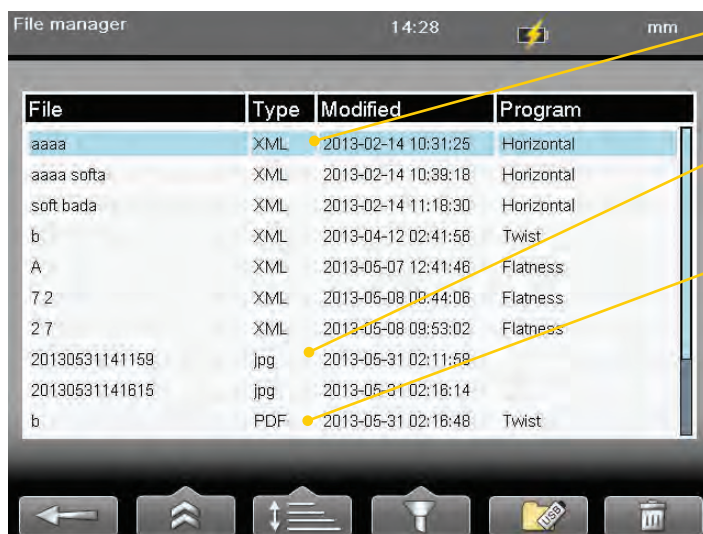 File manager 14:28 mm
File Type Modified Program
aaaa XML 2013-02-14 10:31:25 Horizontal
aaaa softa XML 2013-02-14 10:39:18 Horizontal
soft bada XML 2013-02-14 11:18:30 Horizontal
b XML 2013-04-12 02:41:56 Twist
A XML 2013-05-07 12:41:46 Flatness
7 2 XML 2013-05-08 09:44:06 Flatness
2 7 XML 2013-05-08 09:53:02 Flatness
20130531141159 jpg 2013-05-31 02:11:58
20130531141615 jpg 2013-05-31 02:16:14
b PDF 2013-05-31 02:16:48 Twist
USB